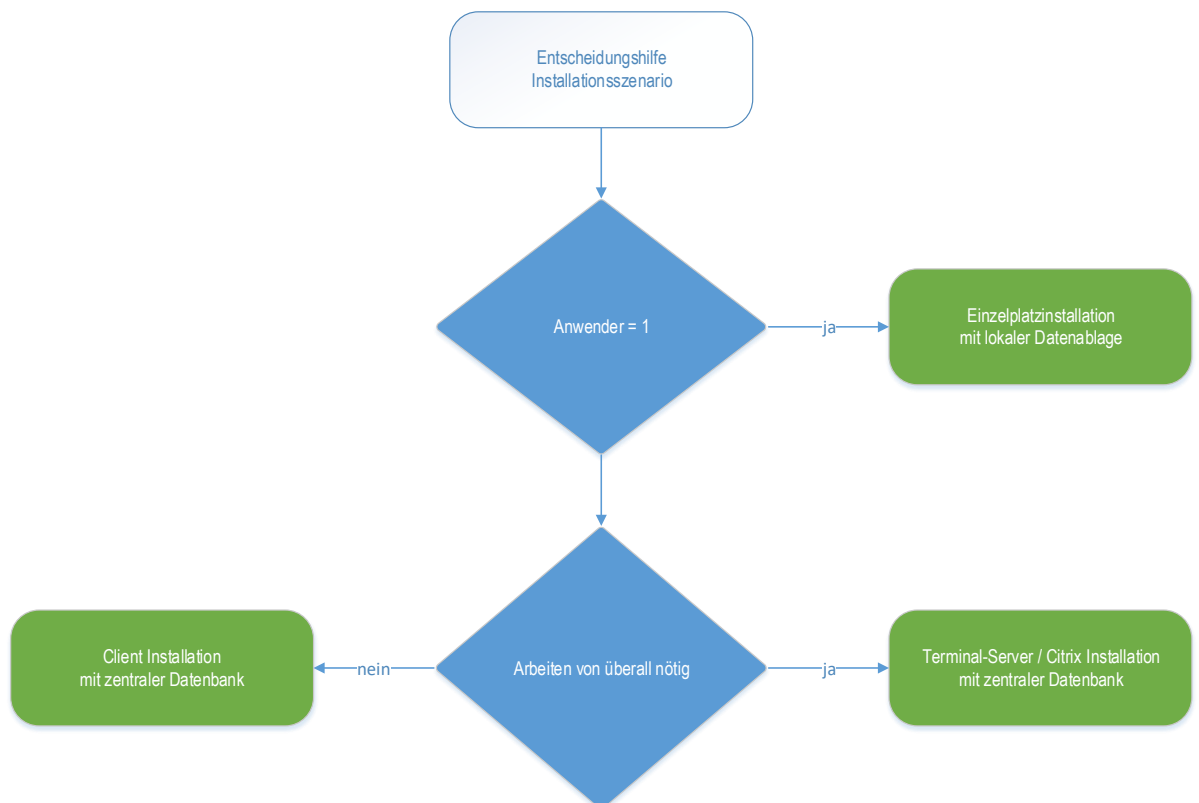 Entscheidungshilfe
Installationsszenario
Anwender = 1
ja
Einzelplatzinstallation
mit lokaler Datenablage
Client Installation
mit zentraler Datenbank
nein
Arbeiten von überall nötig
ja
Terminal-Server / Citrix Installation
mit zentraler Datenbank